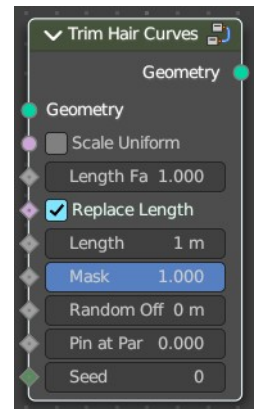 Trim Hair Curves
Geometry
Geometry
Scale Uniform
Length Fa 1.000
Replace Length
Length 1 m
Mask 1.000
Random Off 0 m
Pin at Par 0.000
Seed 0